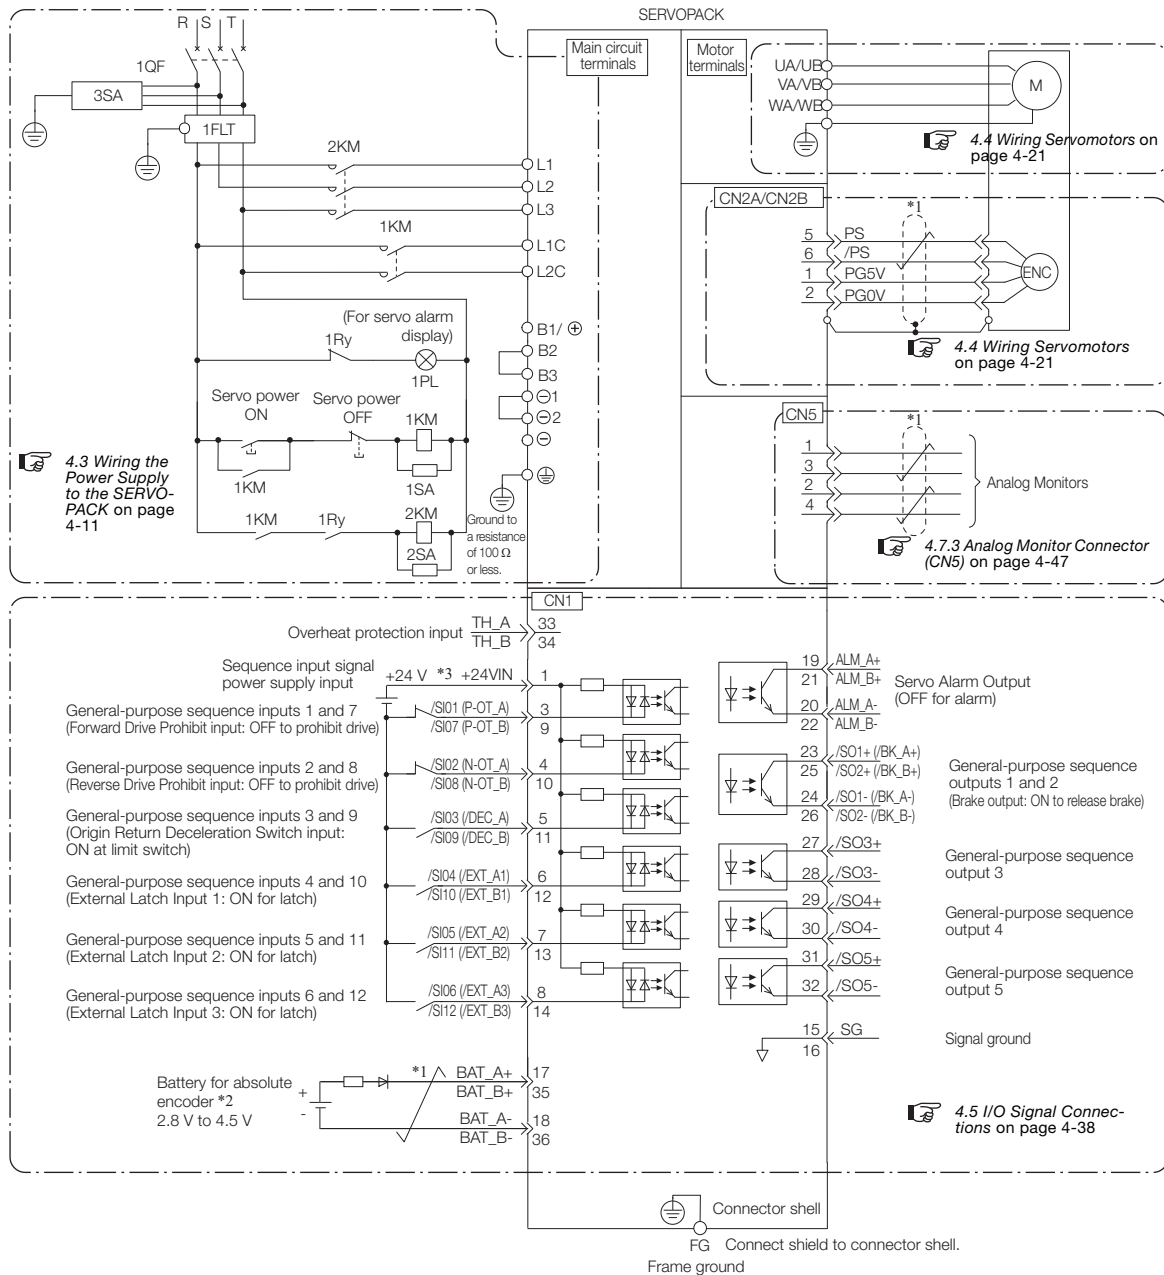 SERVOPACK
R S T
1QF
3SA
1FLT
2KM
1KM
Main circuit
terminals
L1
L2
L3
L1C
L2C
B1/ ⊕
B2
B3
⊖1
⊖2
⊖
(For servo alarm
display)
1Ry
1PL
Servo power
ON
Servo power
OFF
1KM
1KM
1SA
1KM
1Ry
2KM
2SA
Ground to
a resistance
of 100 Ω
or less.
4.3 Wiring the
Power Supply
to the SERVO-
PACK on page
4-11
Motor
terminals
UA/UB
VA/VB
WA/WB
M
4.4 Wiring Servomotors on
page 4-21
CN2A/CN2B
*1
5 PS
6 /PS
1 PG5V
2 PG0V
ENC
4.4 Wiring Servomotors
on page 4-21
CN5
*1
1
3
2
4
Analog Monitors
4.7.3 Analog Monitor Connector
(CN5) on page 4-47
CN1
Overheat protection input
TH_A 33
TH_B 34
Sequence input signal
power supply input
+24 V *3 +24VIN 1
General-purpose sequence inputs 1 and 7
(Forward Drive Prohibit input: OFF to prohibit drive)
/SI01 (P-OT_A) 3
/SI07 (P-OT_B) 9
General-purpose sequence inputs 2 and 8
(Reverse Drive Prohibit input: OFF to prohibit drive)
/SI02 (N-OT_A) 4
/SI08 (N-OT_B) 10
General-purpose sequence inputs 3 and 9
(Origin Return Deceleration Switch input:
ON at limit switch)
/SI03 (/DEC_A) 5
/SI09 (/DEC_B) 11
General-purpose sequence inputs 4 and 10
(External Latch Input 1: ON for latch)
/SI04 (/EXT_A1) 6
/SI10 (/EXT_B1) 12
General-purpose sequence inputs 5 and 11
(External Latch Input 2: ON for latch)
/SI05 (/EXT_A2) 7
/SI11 (/EXT_B2) 13
General-purpose sequence inputs 6 and 12
(External Latch Input 3: ON for latch)
/SI06 (/EXT_A3) 8
/SI12 (/EXT_B3) 14
Battery for absolute
encoder *2
2.8 V to 4.5 V
+
-
*1
BAT_A+ 17
BAT_B+ 35
BAT_A- 18
BAT_B- 36
19 ALM_A+
21 ALM_B+
20 ALM_A-
22 ALM_B-
Servo Alarm Output
(OFF for alarm)
23 /SO1+ (/BK_A+)
25 /SO2+ (/BK_B+)
24 /SO1- (/BK_A-)
26 /SO2- (/BK_B-)
General-purpose sequence
outputs 1 and 2
(Brake output: ON to release brake)
27 /SO3+
28 /SO3-
General-purpose sequence
output 3
29 /SO4+
30 /SO4-
General-purpose sequence
output 4
31 /SO5+
32 /SO5-
General-purpose sequence
output 5
15 SG
16
Signal ground
4.5 I/O Signal Connec-
tions on page 4-38
Connector shell
FG Connect shield to connector shell.
Frame ground